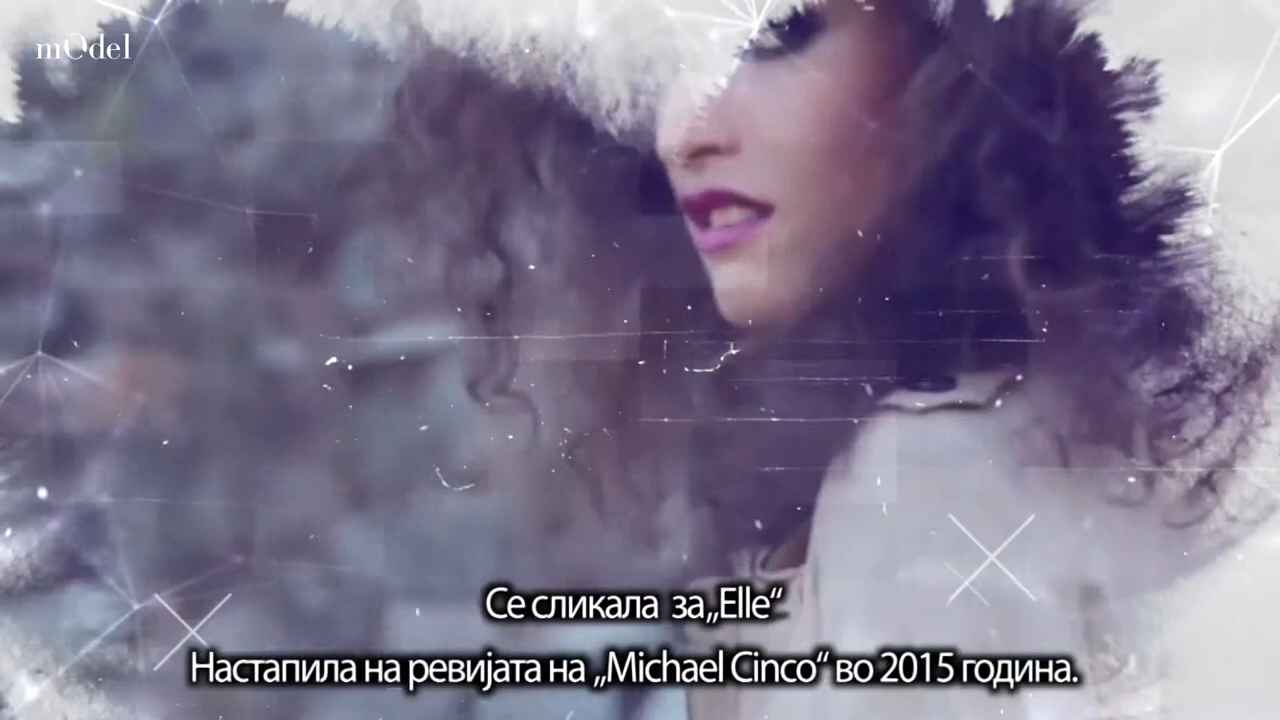 mOdel
Се сликала за „Elle“
Настапила на ревијата на „Michael Cinco“ во 2015 година.